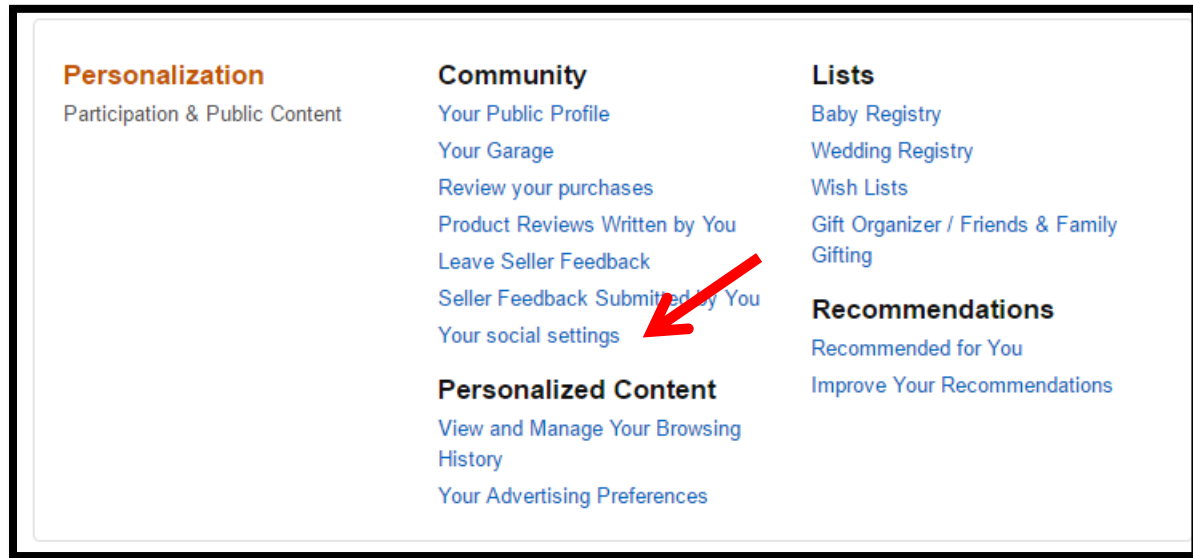 Personalization
Participation & Public Content
Community
Your Public Profile
Your Garage
Review your purchases
Product Reviews Written by You
Leave Seller Feedback
Seller Feedback Submitted by You
Your social settings
Personalized Content
View and Manage Your Browsing
History
Your Advertising Preferences
Lists
Baby Registry
Wedding Registry
Wish Lists
Gift Organizer / Friends & Family
Gifting
Recommendations
Recommended for You
Improve Your Recommendations